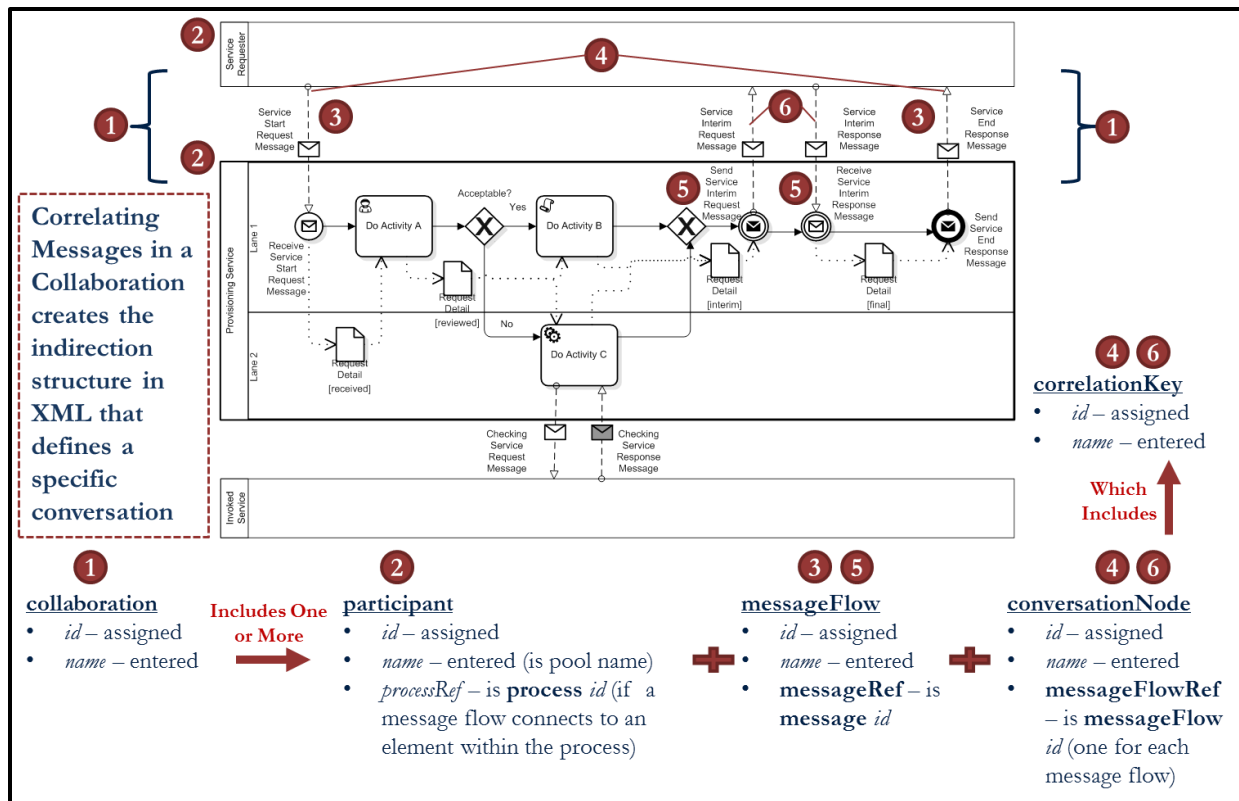 2
Service
Requester
4
1
3
Service
Start
Request
Message
Service
Interim
Request
Message
6
Service
Interim
Response
Message
3
Service
End
Response
Message
1
2
Correlating
Messages in a
Collaboration
creates the
indirection
structure in
XML that
defines a
specific
conversation
Provisioning Service
Lane 1
Receive
Service
Start
Request
Message
Do Activity A
Acceptable?
Yes
X
No
Do Activity B
5
X
Send
Service
Interim
Request
Message
5
Receive
Service
Interim
Response
Message
Send
Service
End
Response
Message
Request
Detail
[reviewed]
Request
Detail
[interim]
Request
Detail
[final]
Lane 2
Request
Detail
[received]
Do Activity C
Checking
Service
Request
Message
Checking
Service
Response
Message
Invoked
Service
4 6
correlationKey
• id – assigned
• name – entered
Which
Includes
1
collaboration
• id – assigned
• name – entered
Includes One
or More
2
participant
• id – assigned
• name – entered (is pool name)
• processRef – is process id (if a
message flow connects to an
element within the process)
3 5
messageFlow
• id – assigned
• name – entered
• messageRef – is
message id
4 6
conversationNode
• id – assigned
• name – entered
• messageFlowRef
– is messageFlow
id (one for each
message flow)